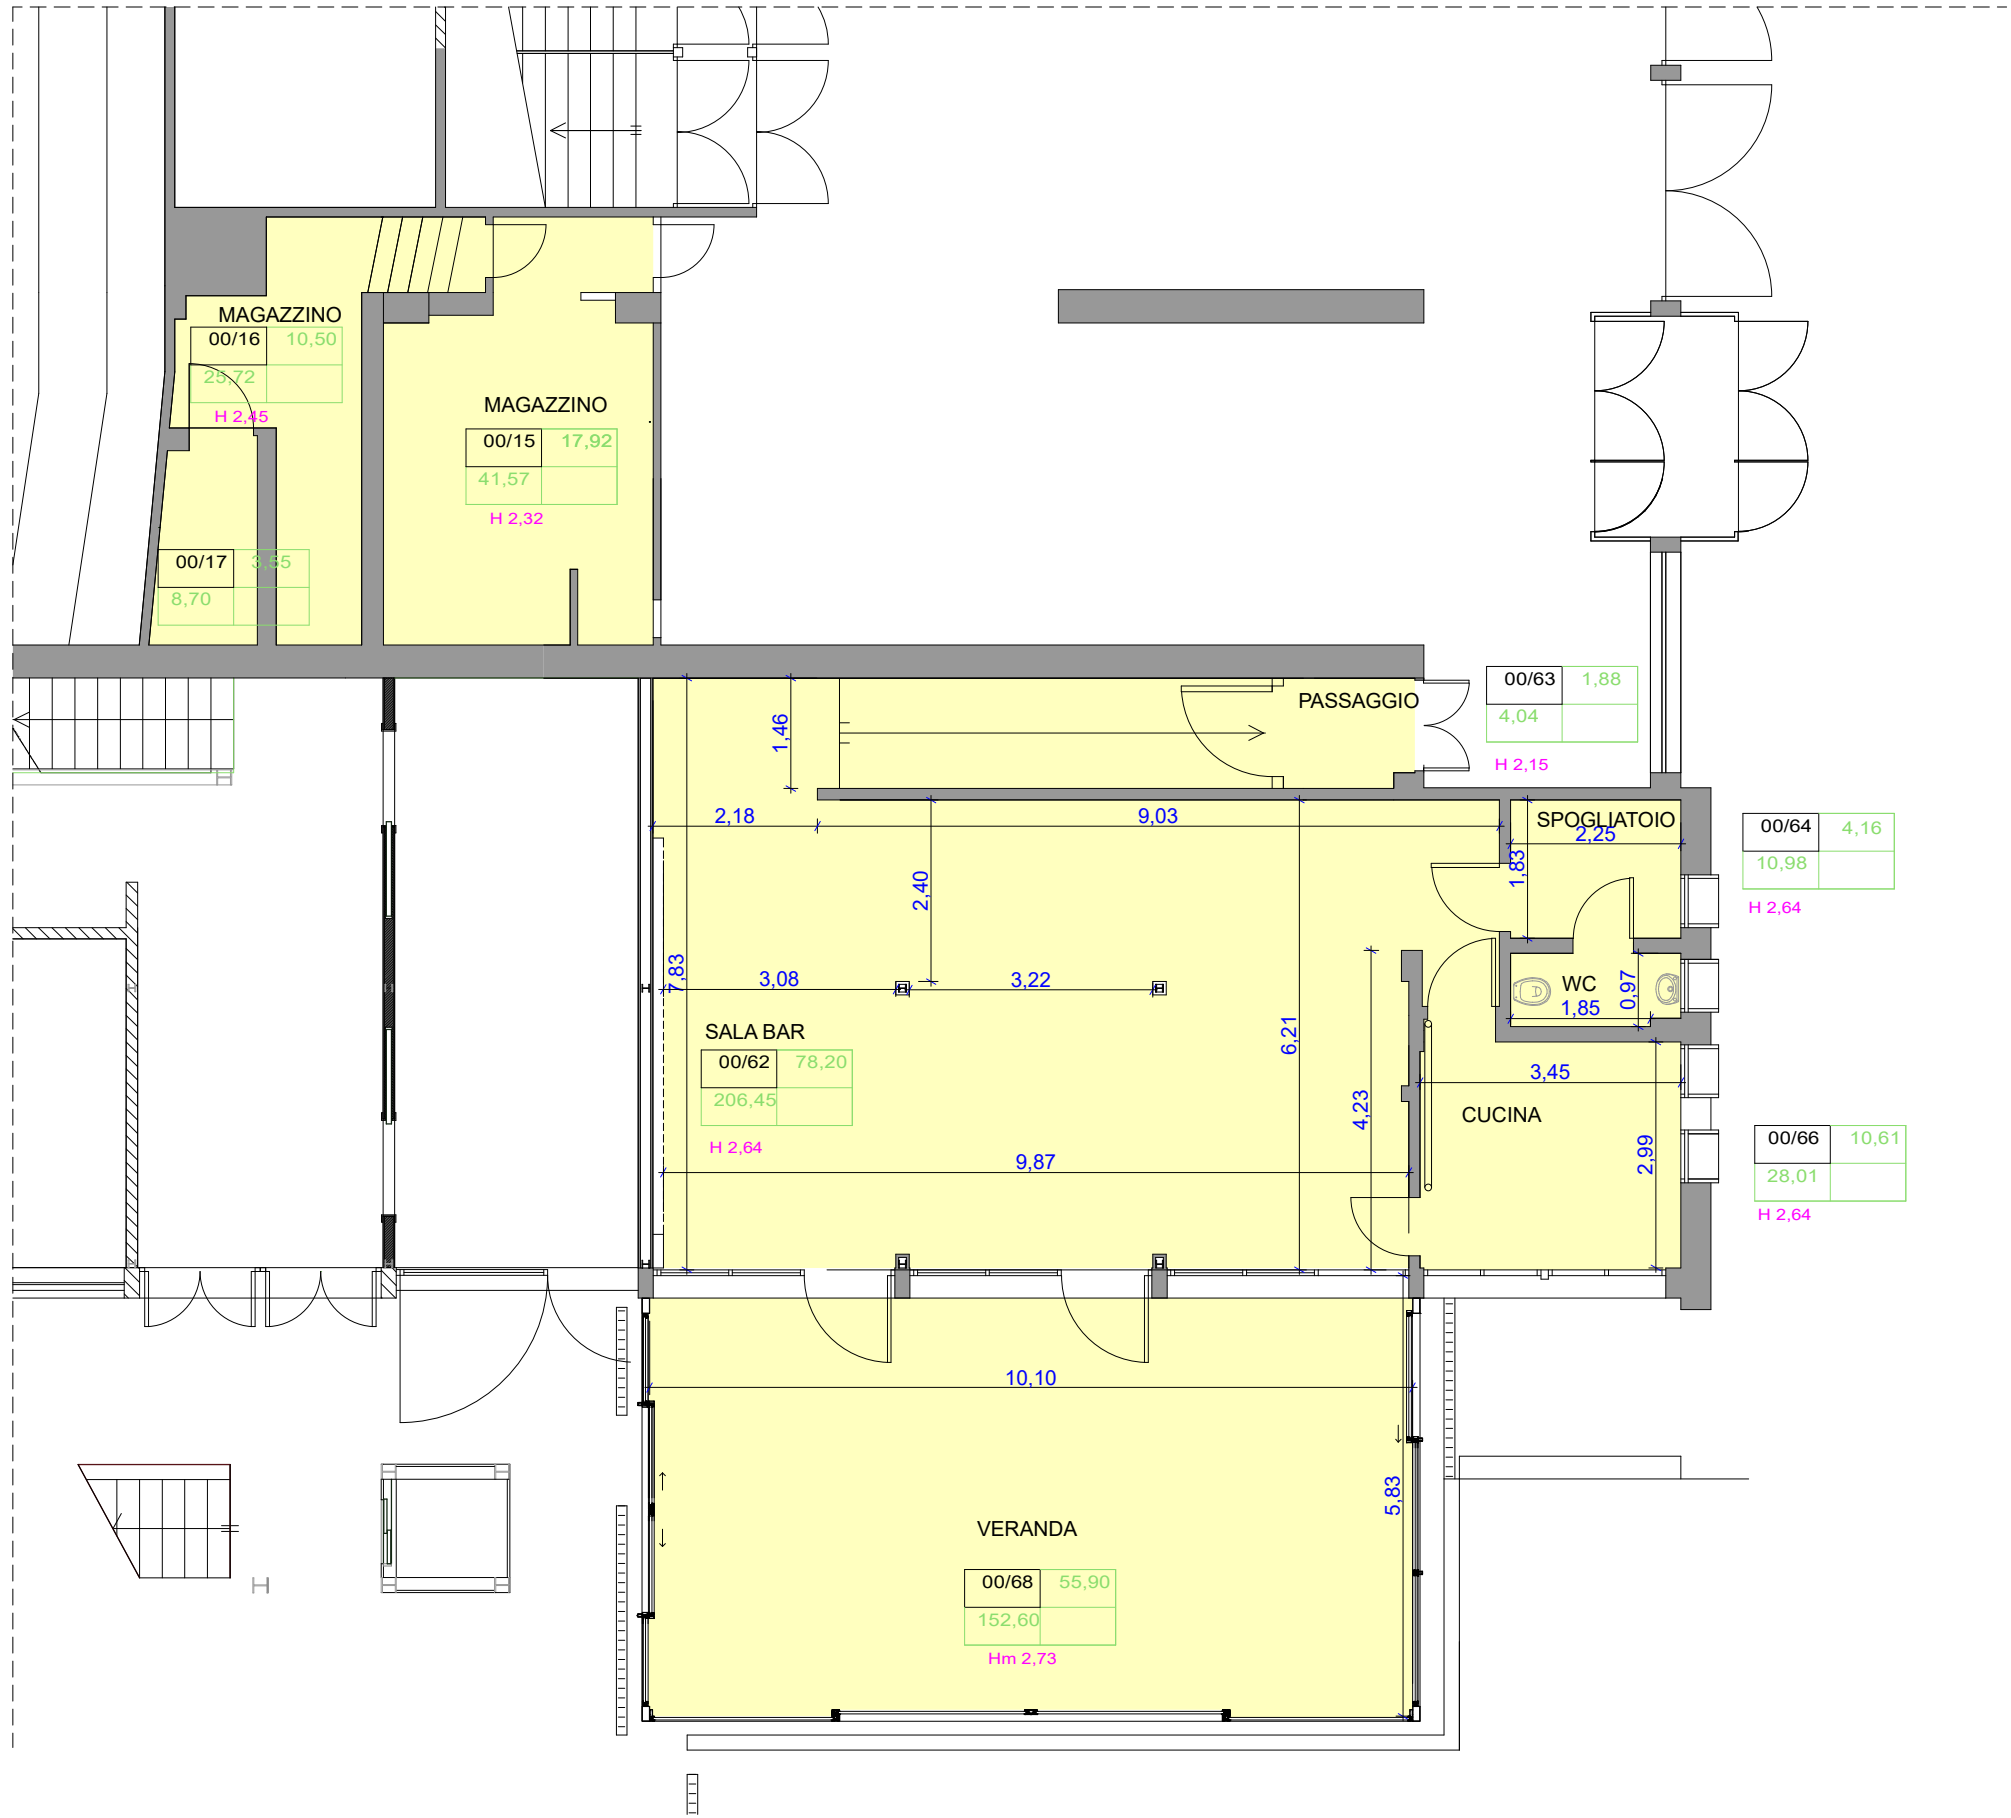 MAGAZZINO
00/16 10,50
25,72
H 2,45
MAGAZZINO
00/15 17,92
41,57
H 2,32
00/17 3,55
8,70
PASSAGGIO
00/63 1,88
4,04
H 2,15
1,46
2,18
9,03
SPOGLIATOIO
2,25
1,83
00/64 4,16
10,98
H 2,64
2,40
7,83
3,08
3,22
WC
1,85
0,97
SALA BAR
00/62 78,20
206,45
H 2,64
6,21
4,23
9,87
3,45
CUCINA
2,99
00/66 10,61
28,01
H 2,64
10,10
5,83
VERANDA
00/68 55,90
152,60
Hm 2,73